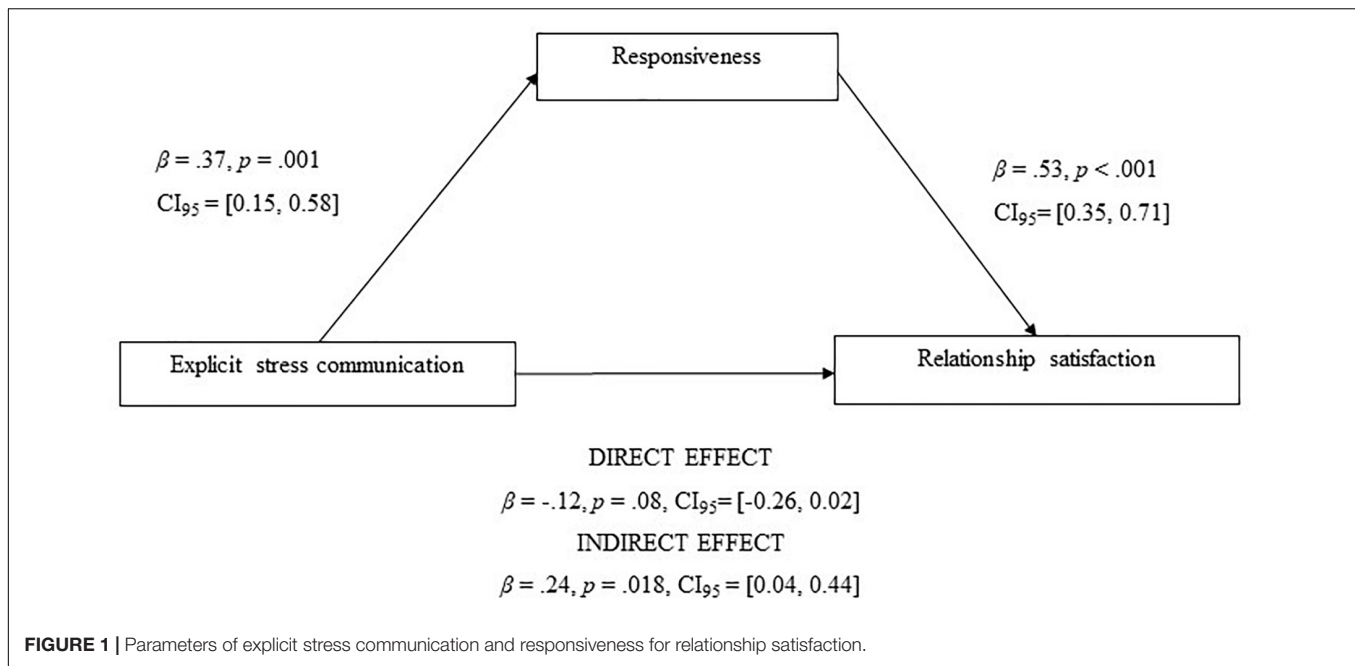 Responsiveness
β = .37, p = .001
CI₉₅ = [0.15, 0.58]
β = .53, p < .001
CI₉₅= [0.35, 0.71]
Explicit stress communication
Relationship satisfaction
DIRECT EFFECT
β = -.12, p = .08, CI₉₅= [-0.26, 0.02]
INDIRECT EFFECT
β = .24, p = .018, CI₉₅ = [0.04, 0.44]
FIGURE 1 | Parameters of explicit stress communication and responsiveness for relationship satisfaction.